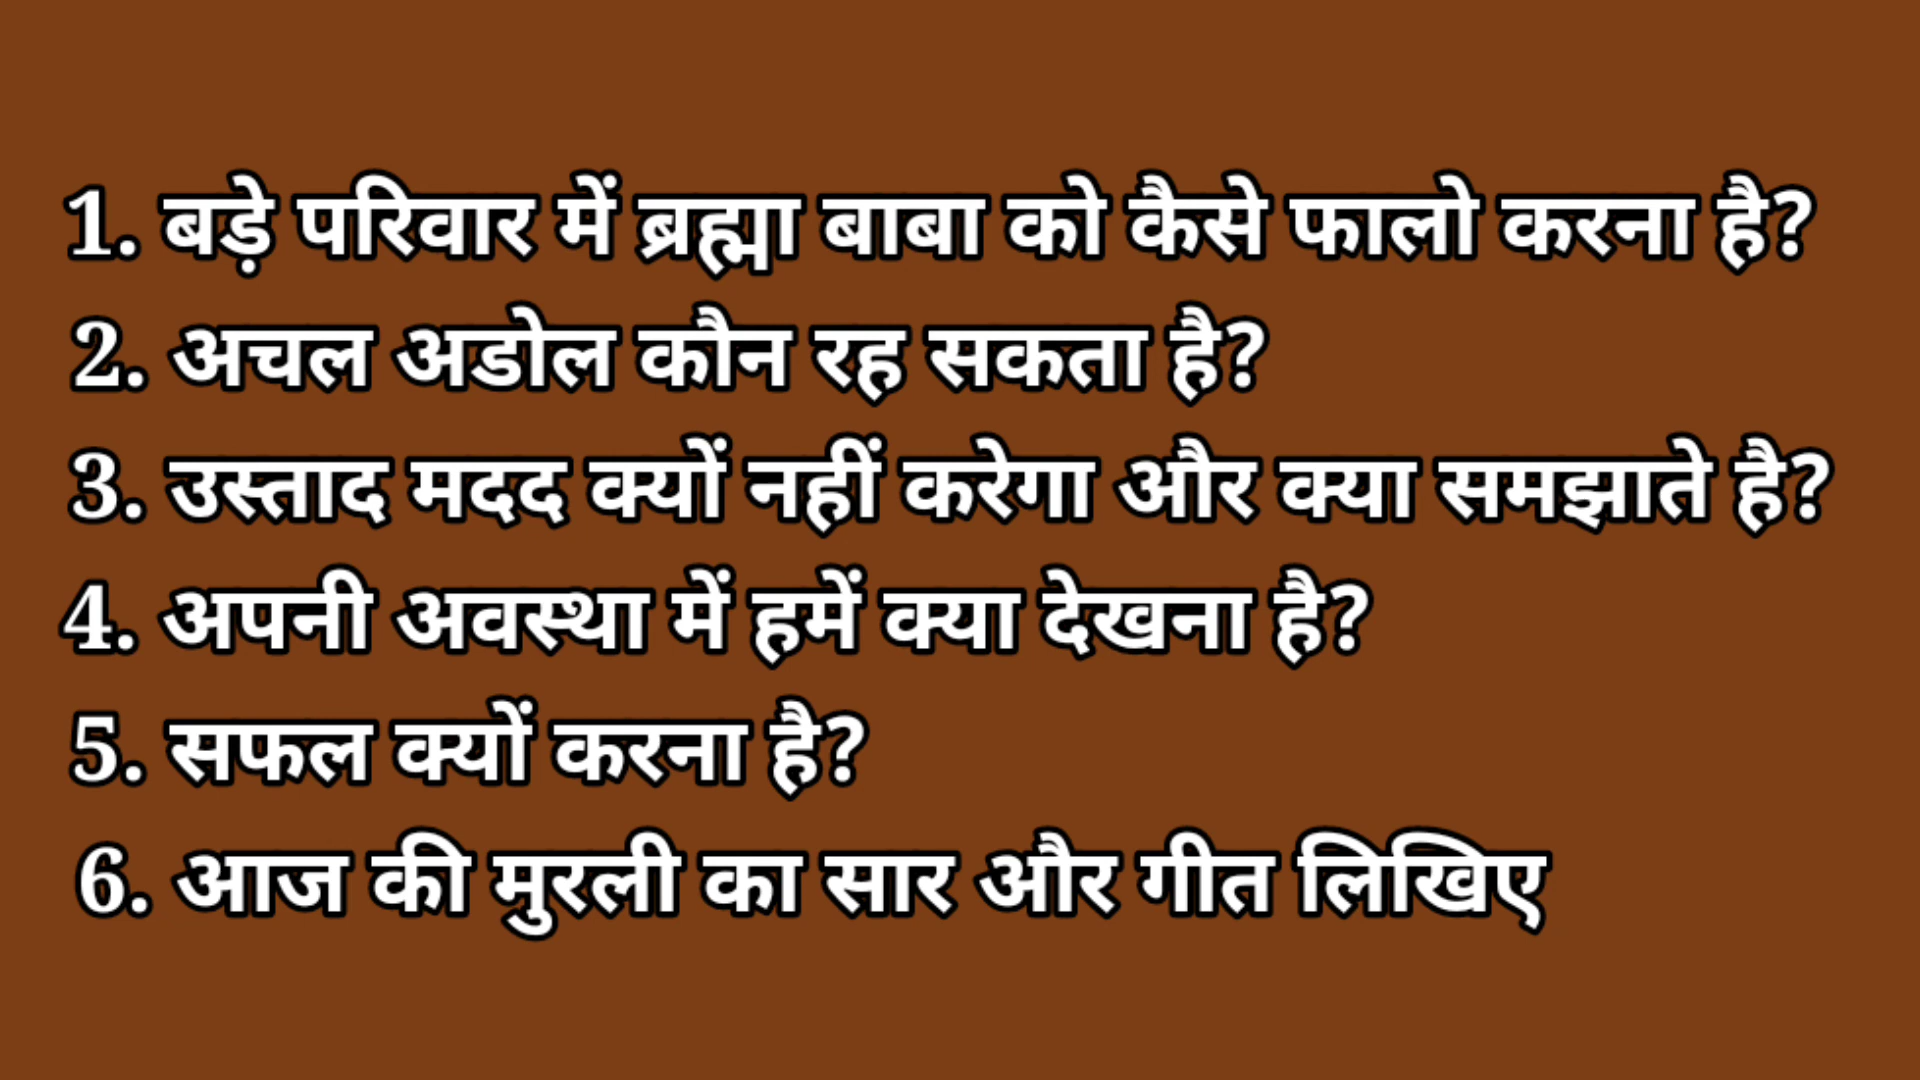 1. बड़े परिवार में ब्रह्मा बाबा को कैसे फालो करना है?
2. अचल अडोल कौन रह सकता है?
3. उस्ताद मदद क्यों नहीं करेगा और क्या समझाते है?
4. अपनी अवस्था में हमें क्या देखना है?
5. सफल क्यों करना है?
6. आज की मुरली का सार और गीत लिखिए